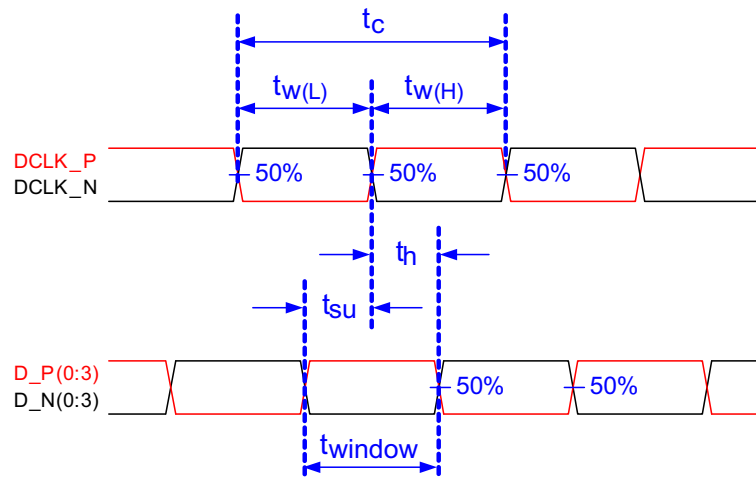 tc
tw(L) tw(H)
DCLK_P
DCLK_N
50% 50% 50%
th
tsu
D_P(0:3)
D_N(0:3)
50% 50%
twindow